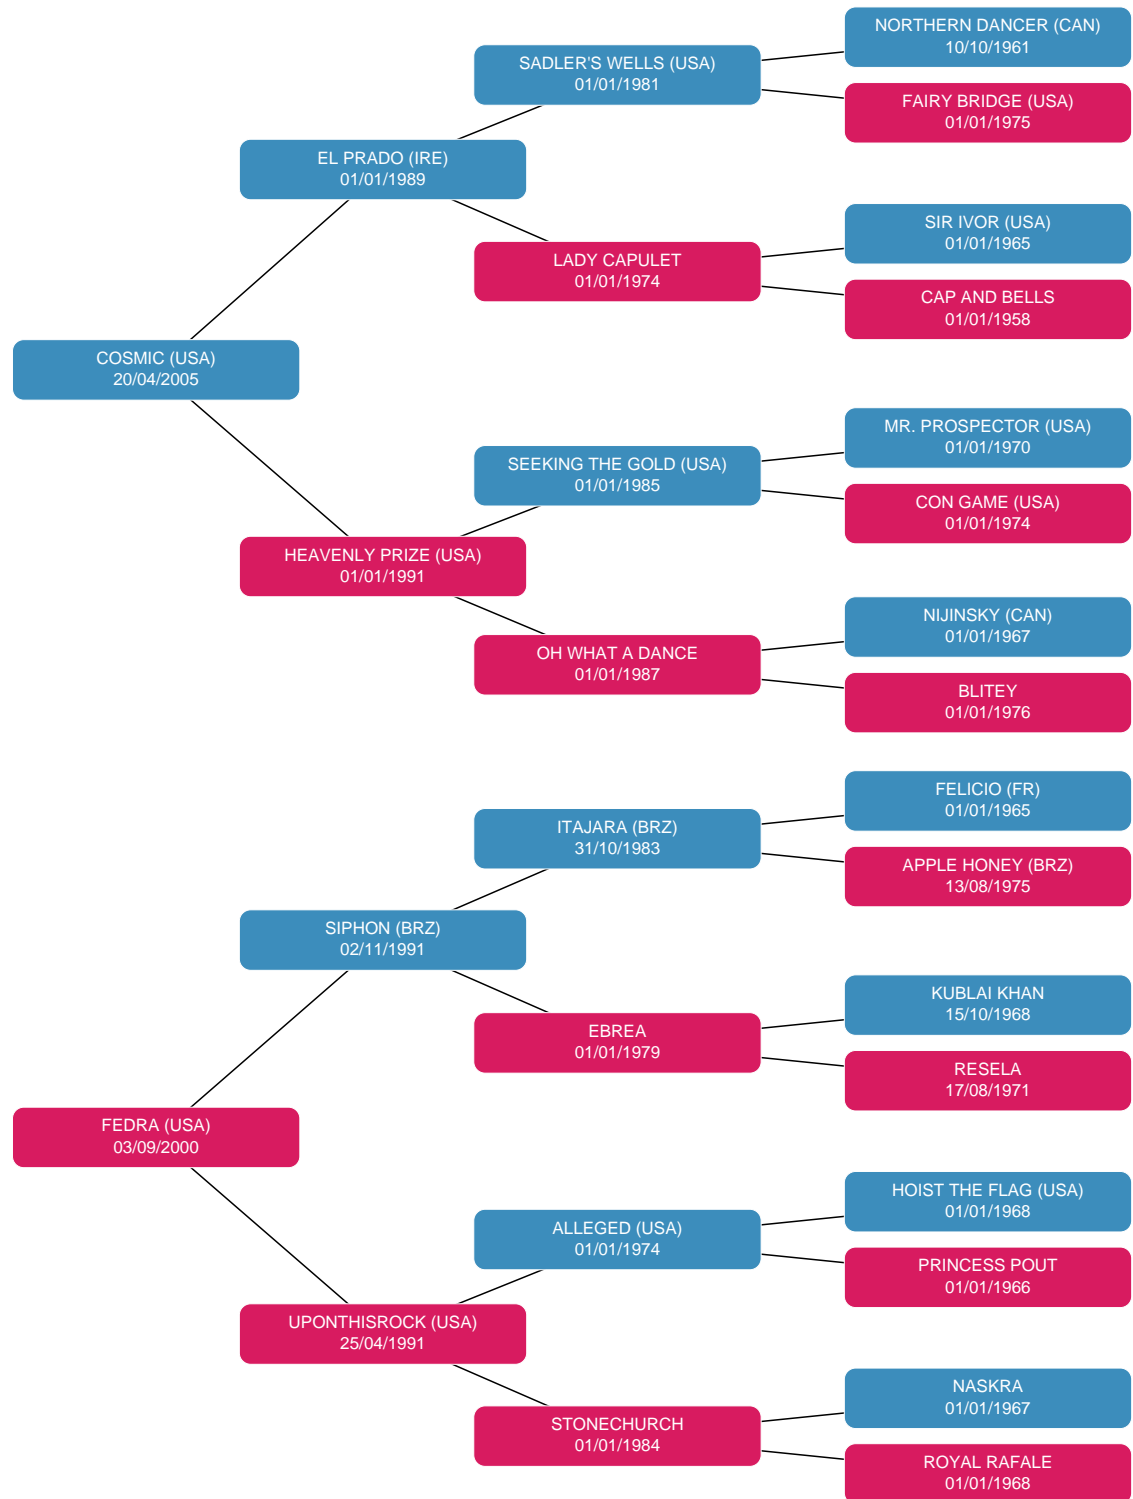 NORTHERN DANCER (CAN)
10/10/1961
SADLER'S WELLS (USA)
01/01/1981
FAIRY BRIDGE (USA)
01/01/1975
EL PRADO (IRE)
01/01/1989
SIR IVOR (USA)
01/01/1965
LADY CAPULET
01/01/1974
CAP AND BELLS
01/01/1958
COSMIC (USA)
20/04/2005
MR. PROSPECTOR (USA)
01/01/1970
SEEKING THE GOLD (USA)
01/01/1985
CON GAME (USA)
01/01/1974
HEAVENLY PRIZE (USA)
01/01/1991
NIJINSKY (CAN)
01/01/1967
OH WHAT A DANCE
01/01/1987
BLITEY
01/01/1976
FELICIO (FR)
01/01/1965
ITAJARA (BRZ)
31/10/1983
APPLE HONEY (BRZ)
13/08/1975
SIPHON (BRZ)
02/11/1991
KUBLAI KHAN
15/10/1968
EBREA
01/01/1979
RESELA
17/08/1971
FEDRA (USA)
03/09/2000
HOIST THE FLAG (USA)
01/01/1968
ALLEGED (USA)
01/01/1974
PRINCESS POUT
01/01/1966
UPONTHISROCK (USA)
25/04/1991
NASKRA
01/01/1967
STONECHURCH
01/01/1984
ROYAL RAFALE
01/01/1968